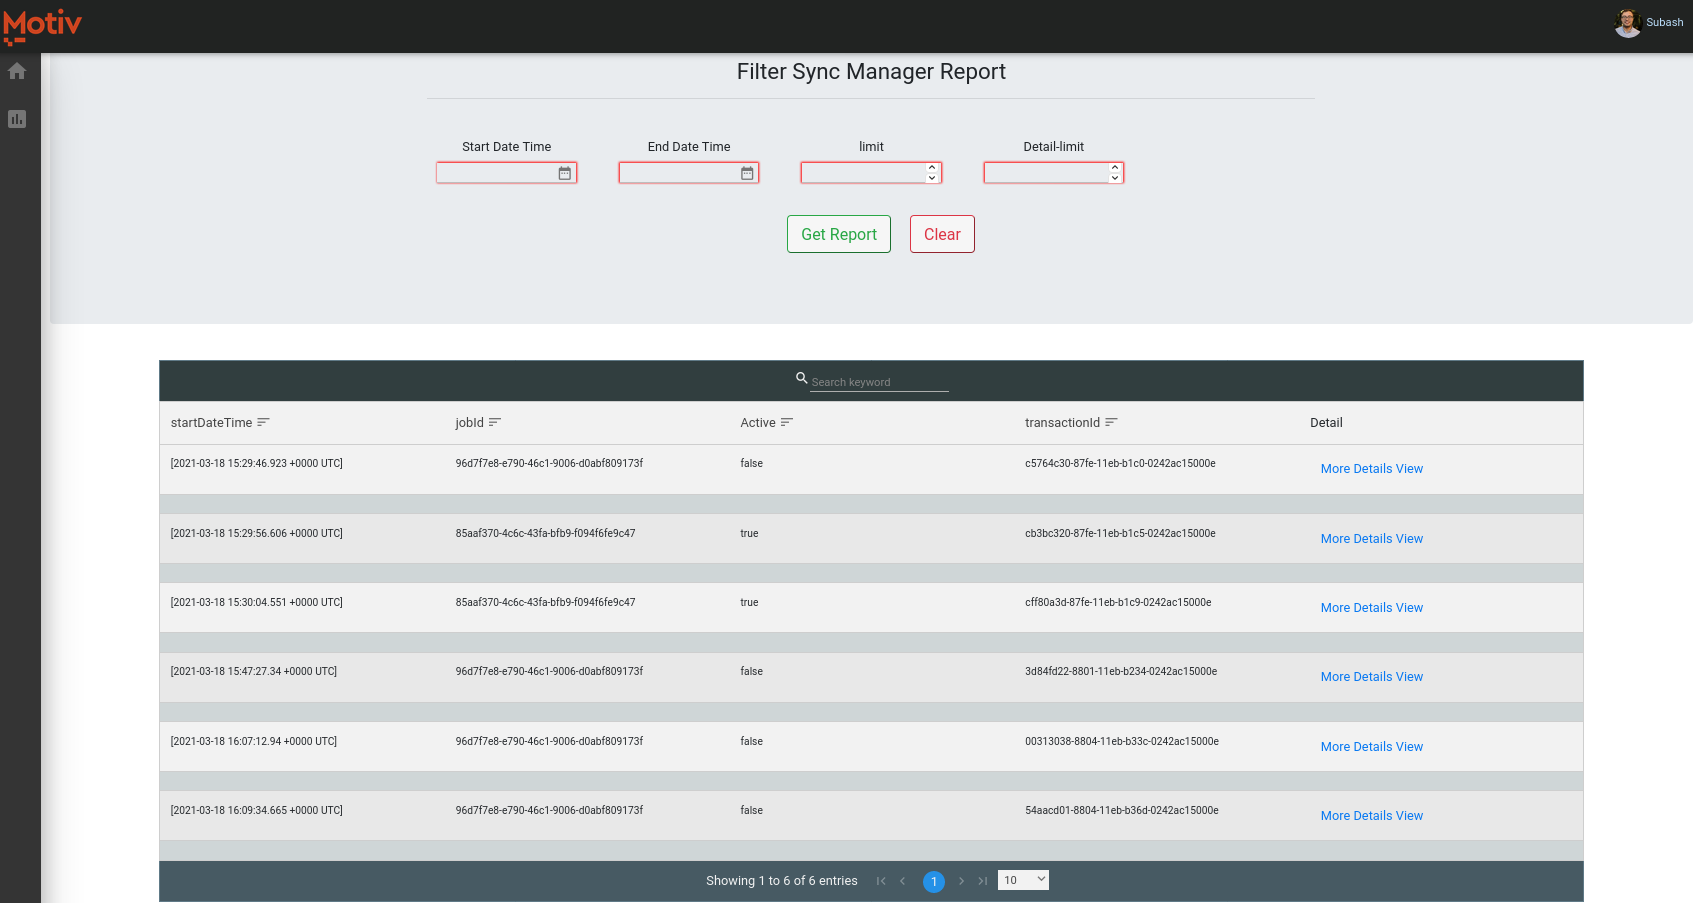 Motiv
Subash
Filter Sync Manager Report
Start Date Time End Date Time limit Detail-limit
Get Report Clear
Search keyword
startDateTime jobId Active transactionId Detail
[2021-03-18 15:29:46.923 +0000 UTC] 96d7f7e8-e790-46c1-9006-d0abf809173f false c5764c30-87fe-11eb-b1c0-0242ac15000e More Details View
[2021-03-18 15:29:56.606 +0000 UTC] 85aaf370-4c6c-43fa-bfb9-f094f6fe9c47 true cb3bc320-87fe-11eb-b1c5-0242ac15000e More Details View
[2021-03-18 15:30:04.551 +0000 UTC] 85aaf370-4c6c-43fa-bfb9-f094f6fe9c47 true cff80a3d-87fe-11eb-b1c9-0242ac15000e More Details View
[2021-03-18 15:47:27.34 +0000 UTC] 96d7f7e8-e790-46c1-9006-d0abf809173f false 3d84fd22-8801-11eb-b234-0242ac15000e More Details View
[2021-03-18 16:07:12.94 +0000 UTC] 96d7f7e8-e790-46c1-9006-d0abf809173f false 00313038-8804-11eb-b33c-0242ac15000e More Details View
[2021-03-18 16:09:34.665 +0000 UTC] 96d7f7e8-e790-46c1-9006-d0abf809173f false 54aacd01-8804-11eb-b36d-0242ac15000e More Details View
Showing 1 to 6 of 6 entries 1 10